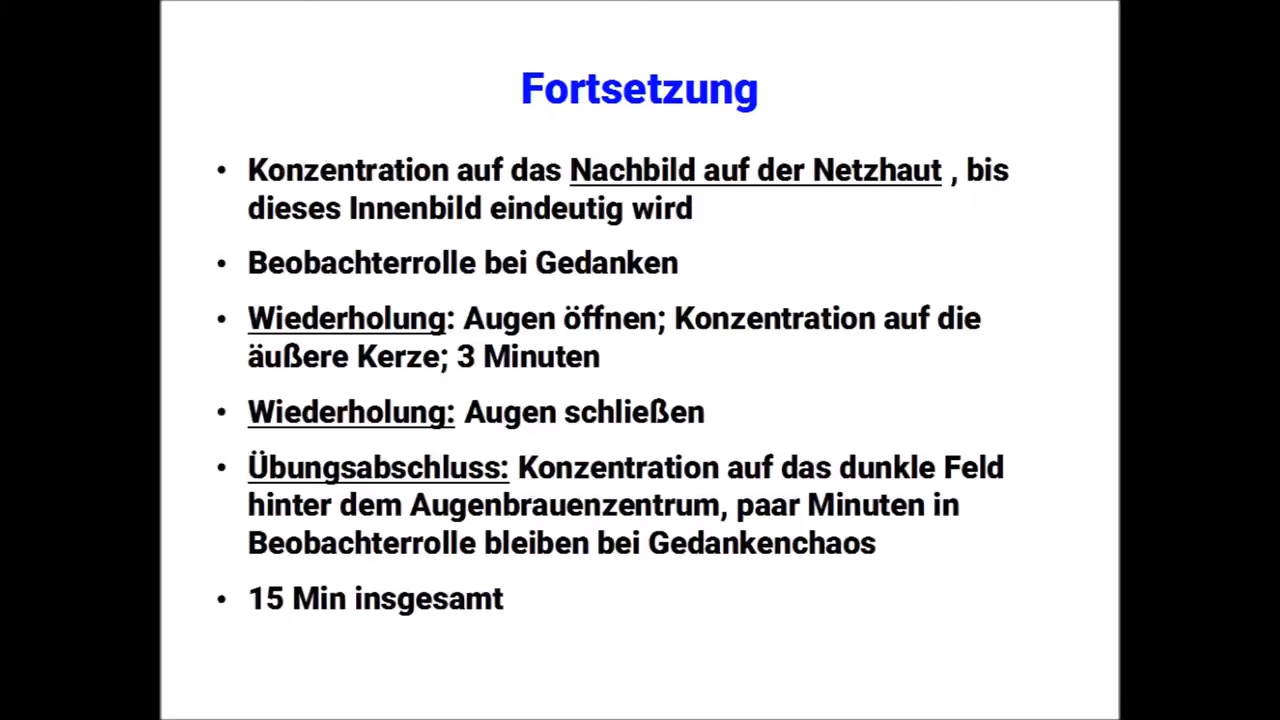 Fortsetzung
• Konzentration auf das Nachbild auf der Netzhaut , bis
dieses Innenbild eindeutig wird
• Beobachterrolle bei Gedanken
• Wiederholung: Augen öffnen; Konzentration auf die
äußere Kerze; 3 Minuten
• Wiederholung: Augen schließen
• Übungsabschluss: Konzentration auf das dunkle Feld
hinter dem Augenbrauenzentrum, paar Minuten in
Beobachterrolle bleiben bei Gedankenchaos
• 15 Min insgesamt